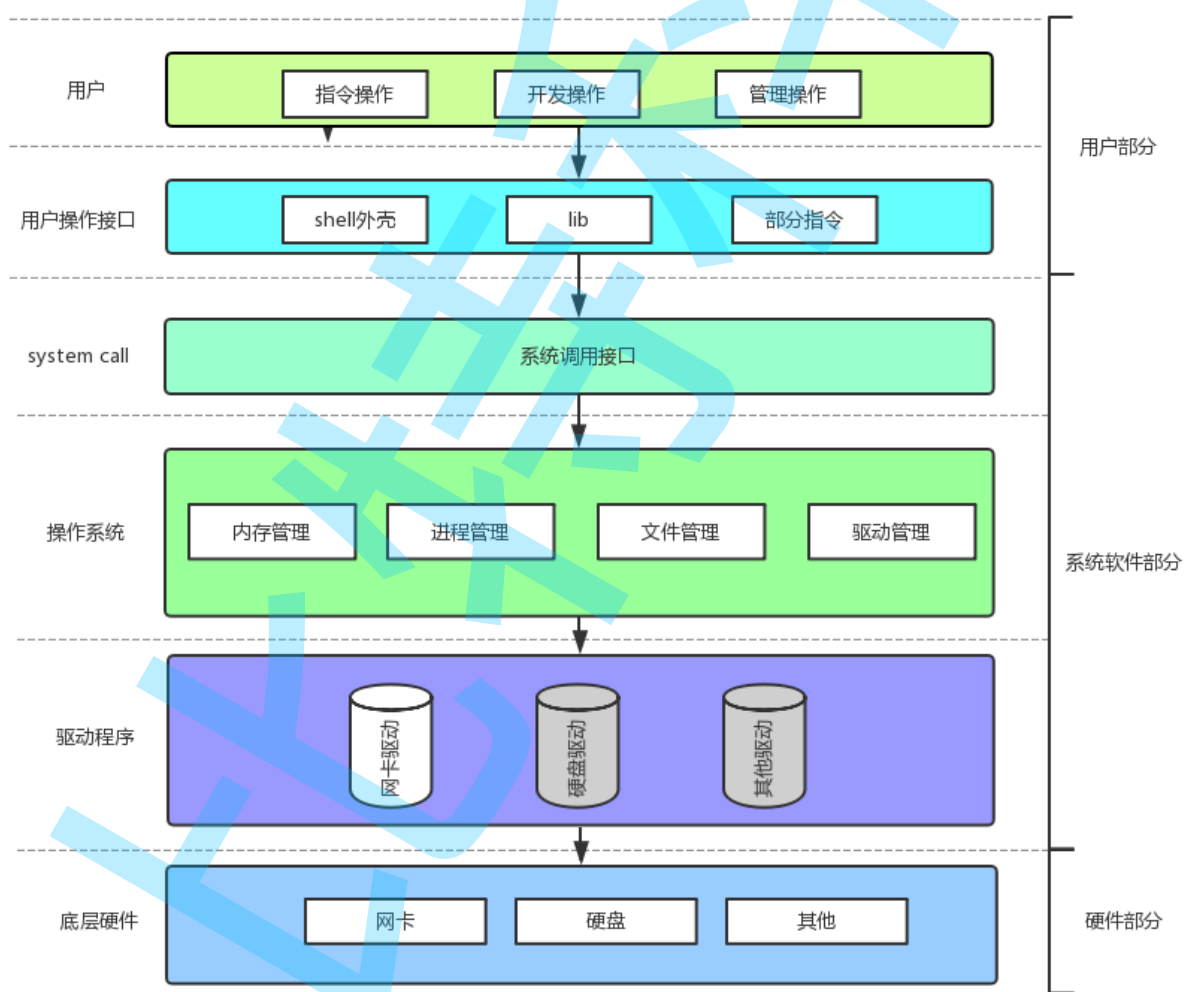 用户
指令操作
开发操作
管理操作
用户部分
用户操作接口
shell外壳
lib
部分指令
system call
系统调用接口
操作系统
内存管理
进程管理
文件管理
驱动管理
系统软件部分
驱动程序
网卡驱动
硬盘驱动
其他驱动
底层硬件
网卡
硬盘
其他
硬件部分
比特科